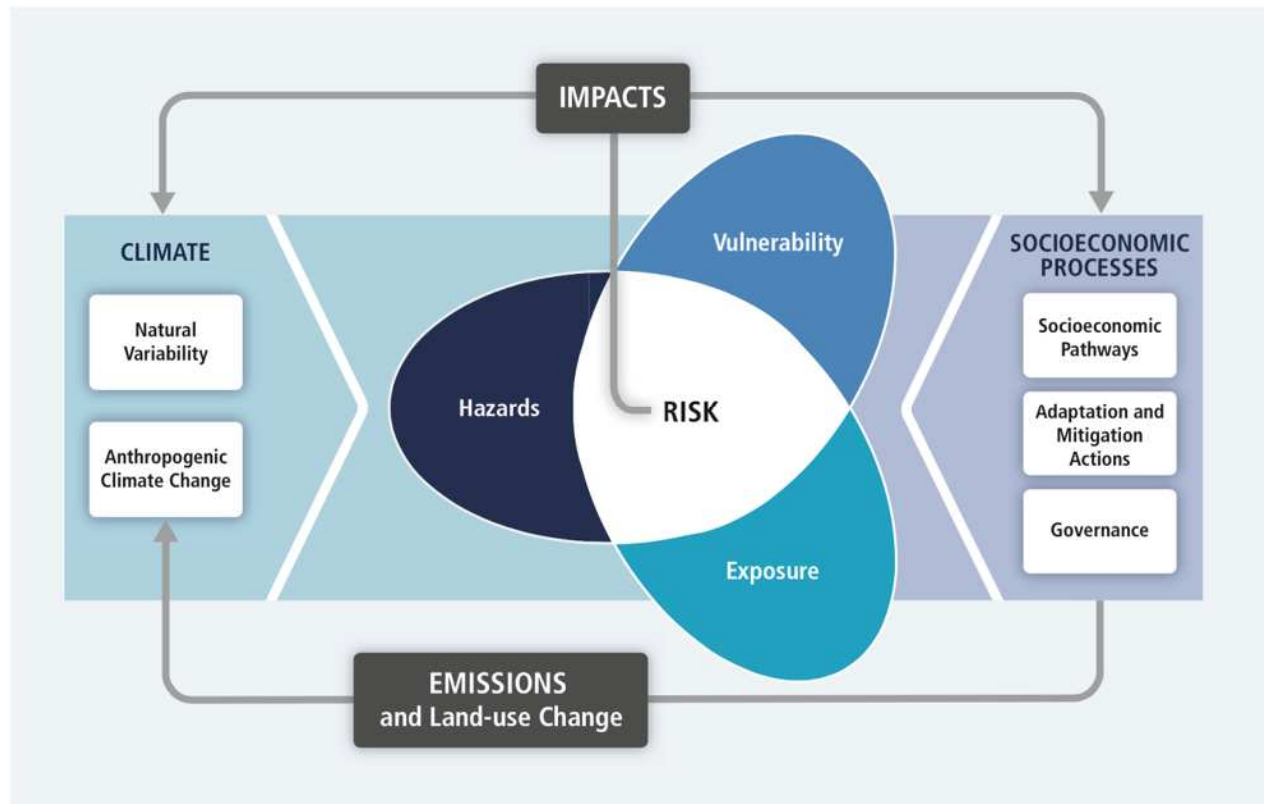 IMPACTS
CLIMATE
Natural
Variability
Anthropogenic
Climate Change
Hazards
Vulnerability
RISK
Exposure
SOCIOECONOMIC
PROCESSES
Socioeconomic
Pathways
Adaptation and
Mitigation
Actions
Governance
EMISSIONS
and Land-use Change